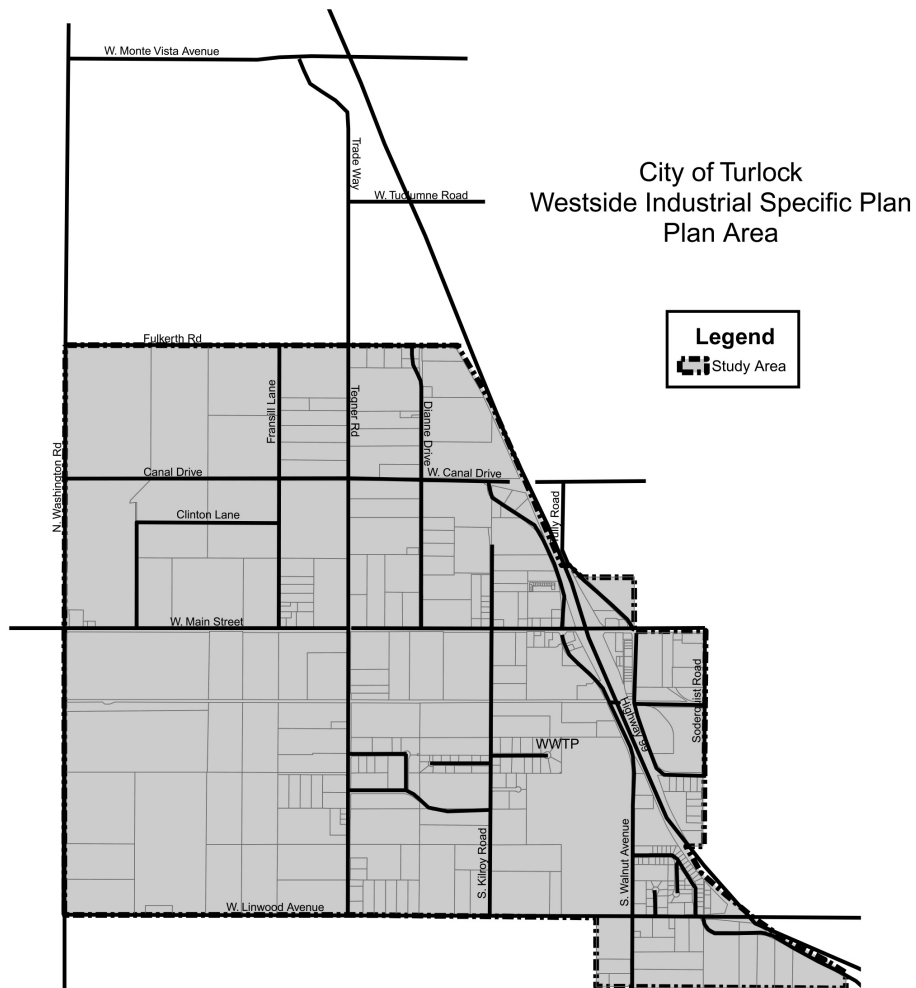 W. Monte Vista Avenue
Trade Way
W. Tuolumne Road
City of Turlock
Westside Industrial Specific Plan
Plan Area
Legend
Study Area
Fulkerth Rd
N. Washington Rd
Fransill Lane
Tegner Rd
Dianne Drive
Canal Drive
W. Canal Drive
Clinton Lane
Tully Road
W. Main Street
Highway 99
Soderquist Road
WWTP
S. Kilroy Road
S. Walnut Avenue
W. Linwood Avenue